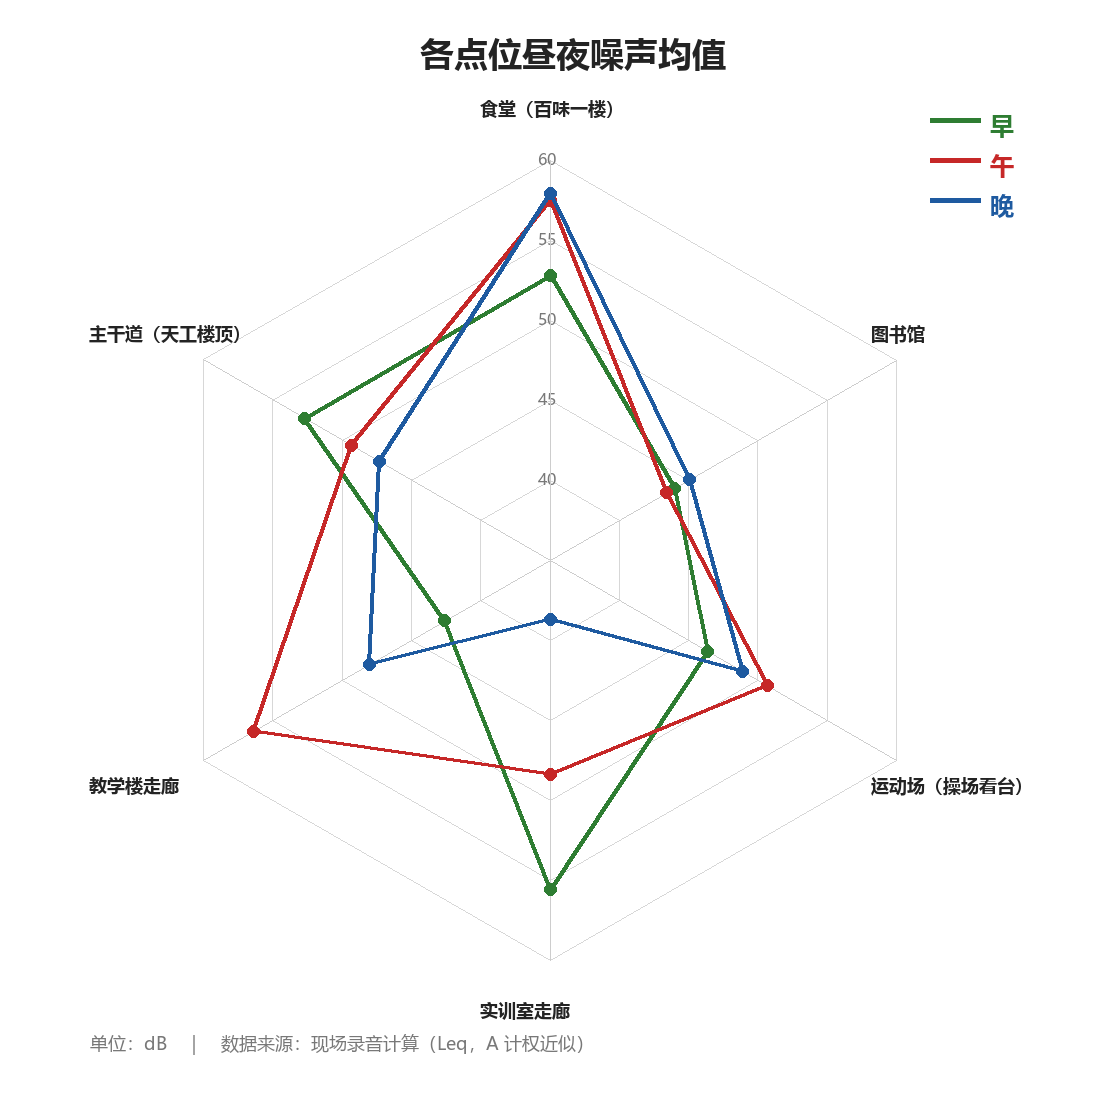 各点位昼夜噪声均值
食堂（百味一楼）
早
午
晚
60
55
50
45
40
主干道（天工楼顶）
图书馆
教学楼走廊
运动场（操场看台）
实训室走廊
单位：dB ｜ 数据来源：现场录音计算（Leq，A 计权近似）